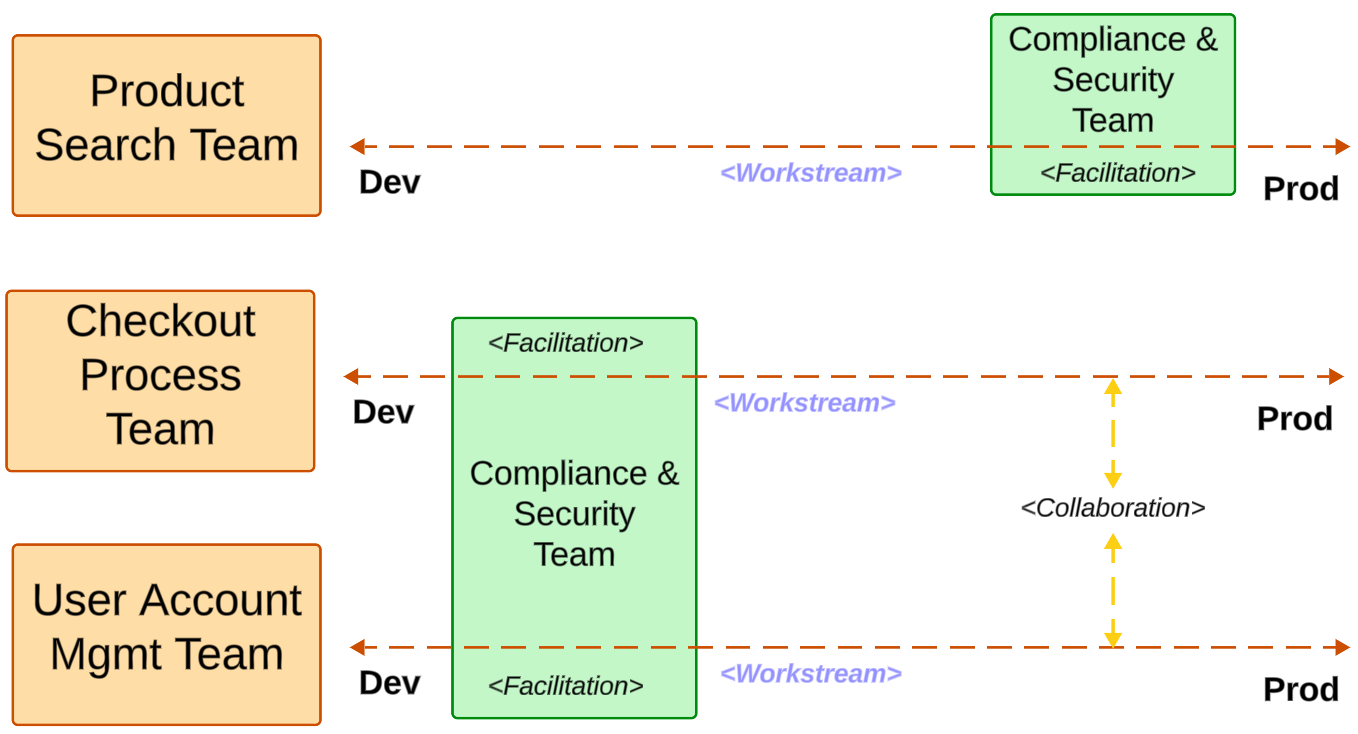 Product
Search Team
Compliance &
Security
Team
<Facilitation>
<Workstream>
Dev
Prod
Checkout
Process
Team
<Facilitation>
<Workstream>
Dev
Prod
Compliance &
Security
Team
<Collaboration>
User Account
Mgmt Team
<Facilitation>
<Workstream>
Dev
Prod